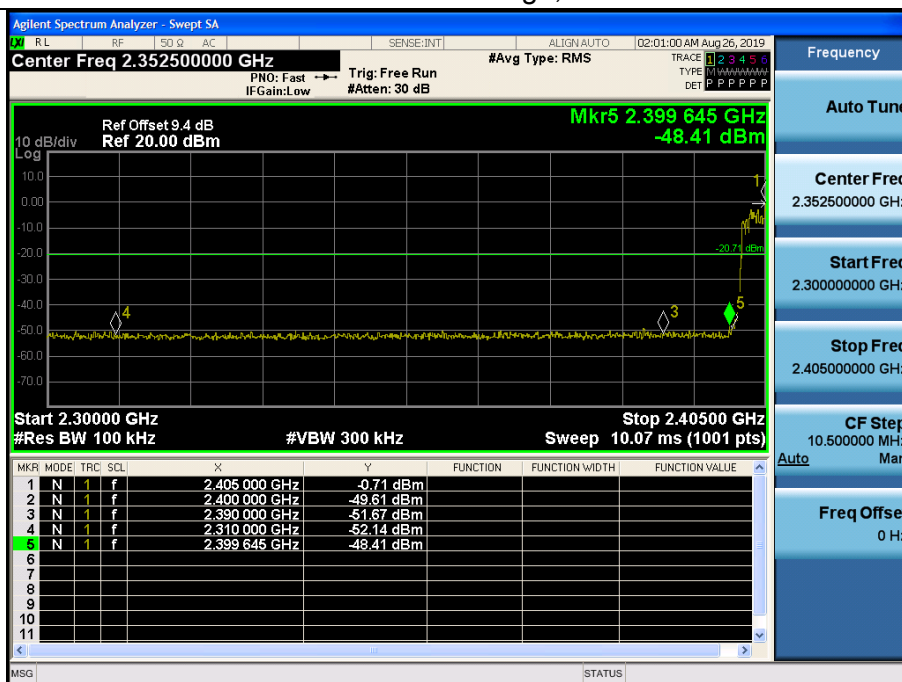 Agilent Spectrum Analyzer - Swept SA
LXI RL RF 50 Ω AC SENSE:INT ALIGN AUTO 02:01:00 AM Aug 26, 2019
Center Freq 2.352500000 GHz
PNO: Fast
IFGain:Low
Trig: Free Run
#Atten: 30 dB
#Avg Type: RMS
TRACE 1 2 3 4 5 6
TYPE MWWWWW
DET P P P P P P
Mkr5 2.399 645 GHz
-48.41 dBm
Ref Offset 9.4 dB
10 dB/div Ref 20.00 dBm
Log
10.0
0.00
-10.0
-20.0
-30.0
-40.0
-50.0
-60.0
-70.0
1
-20.71 dBm
4
3
5
Start 2.30000 GHz Stop 2.40500 GHz
#Res BW 100 kHz #VBW 300 kHz Sweep 10.07 ms (1001 pts)
MKR MODE TRC SCL X Y FUNCTION FUNCTION WIDTH FUNCTION VALUE
1 N 1 f 2.405 000 GHz -0.71 dBm
2 N 1 f 2.400 000 GHz -49.61 dBm
3 N 1 f 2.390 000 GHz -51.67 dBm
4 N 1 f 2.310 000 GHz -52.14 dBm
5 N 1 f 2.399 645 GHz -48.41 dBm
6
7
8
9
10
11
MSG STATUS
Frequency
Auto Tune
Center Freq
2.352500000 GHz
Start Freq
2.300000000 GHz
Stop Freq
2.405000000 GHz
CF Step
10.500000 MHz
Auto Man
Freq Offset
0 Hz